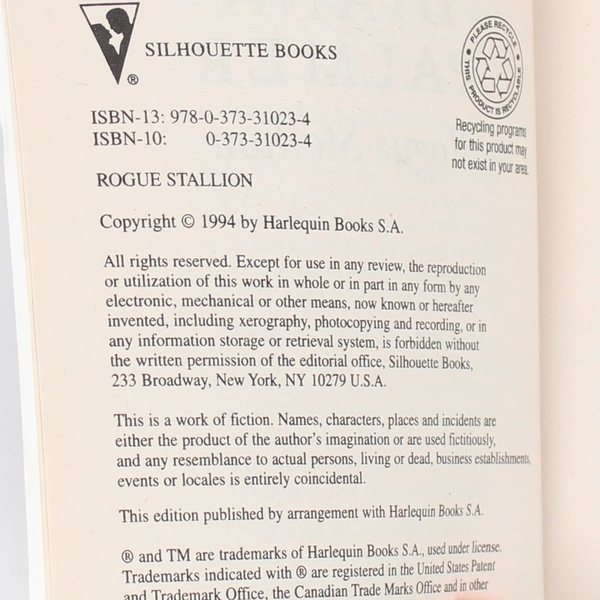 SILHOUETTE BOOKS
®
PLEASE RECYCLE • THIS PRODUCT IS RECYCLABLE •
Recycling programs
for this product may
not exist in your area.
ISBN-13: 978-0-373-31023-4
ISBN-10: 0-373-31023-4
ROGUE STALLION
Copyright © 1994 by Harlequin Books S.A.
All rights reserved. Except for use in any review, the reproduction
or utilization of this work in whole or in part in any form by any
electronic, mechanical or other means, now known or hereafter
invented, including xerography, photocopying and recording, or in
any information storage or retrieval system, is forbidden without
the written permission of the editorial office, Silhouette Books,
233 Broadway, New York, NY 10279 U.S.A.
This is a work of fiction. Names, characters, places and incidents are
either the product of the author's imagination or are used fictitiously,
and any resemblance to actual persons, living or dead, business establishments,
events or locales is entirely coincidental.
This edition published by arrangement with Harlequin Books S.A.
® and TM are trademarks of Harlequin Books S.A., used under license.
Trademarks indicated with ® are registered in the United States Patent
and Trademark Office, the Canadian Trade Marks Office and in other